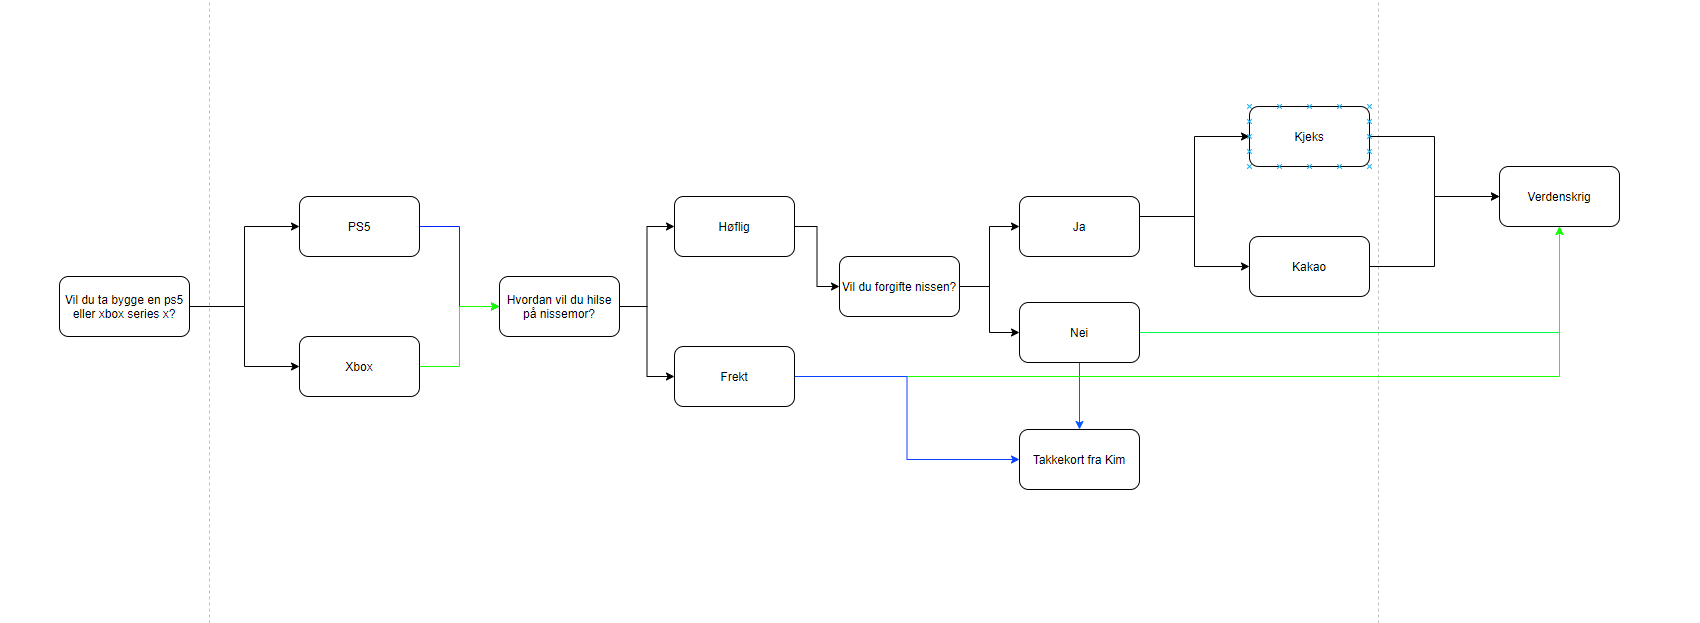 Vil du ta bygge en ps5
eller xbox series x?
PS5
Xbox
Hvordan vil du hilse
på nissemor?
Høflig
Frekt
Vil du forgifte nissen?
Ja
Nei
Takkekort fra Kim
Kjeks
Kakao
Verdenskrig